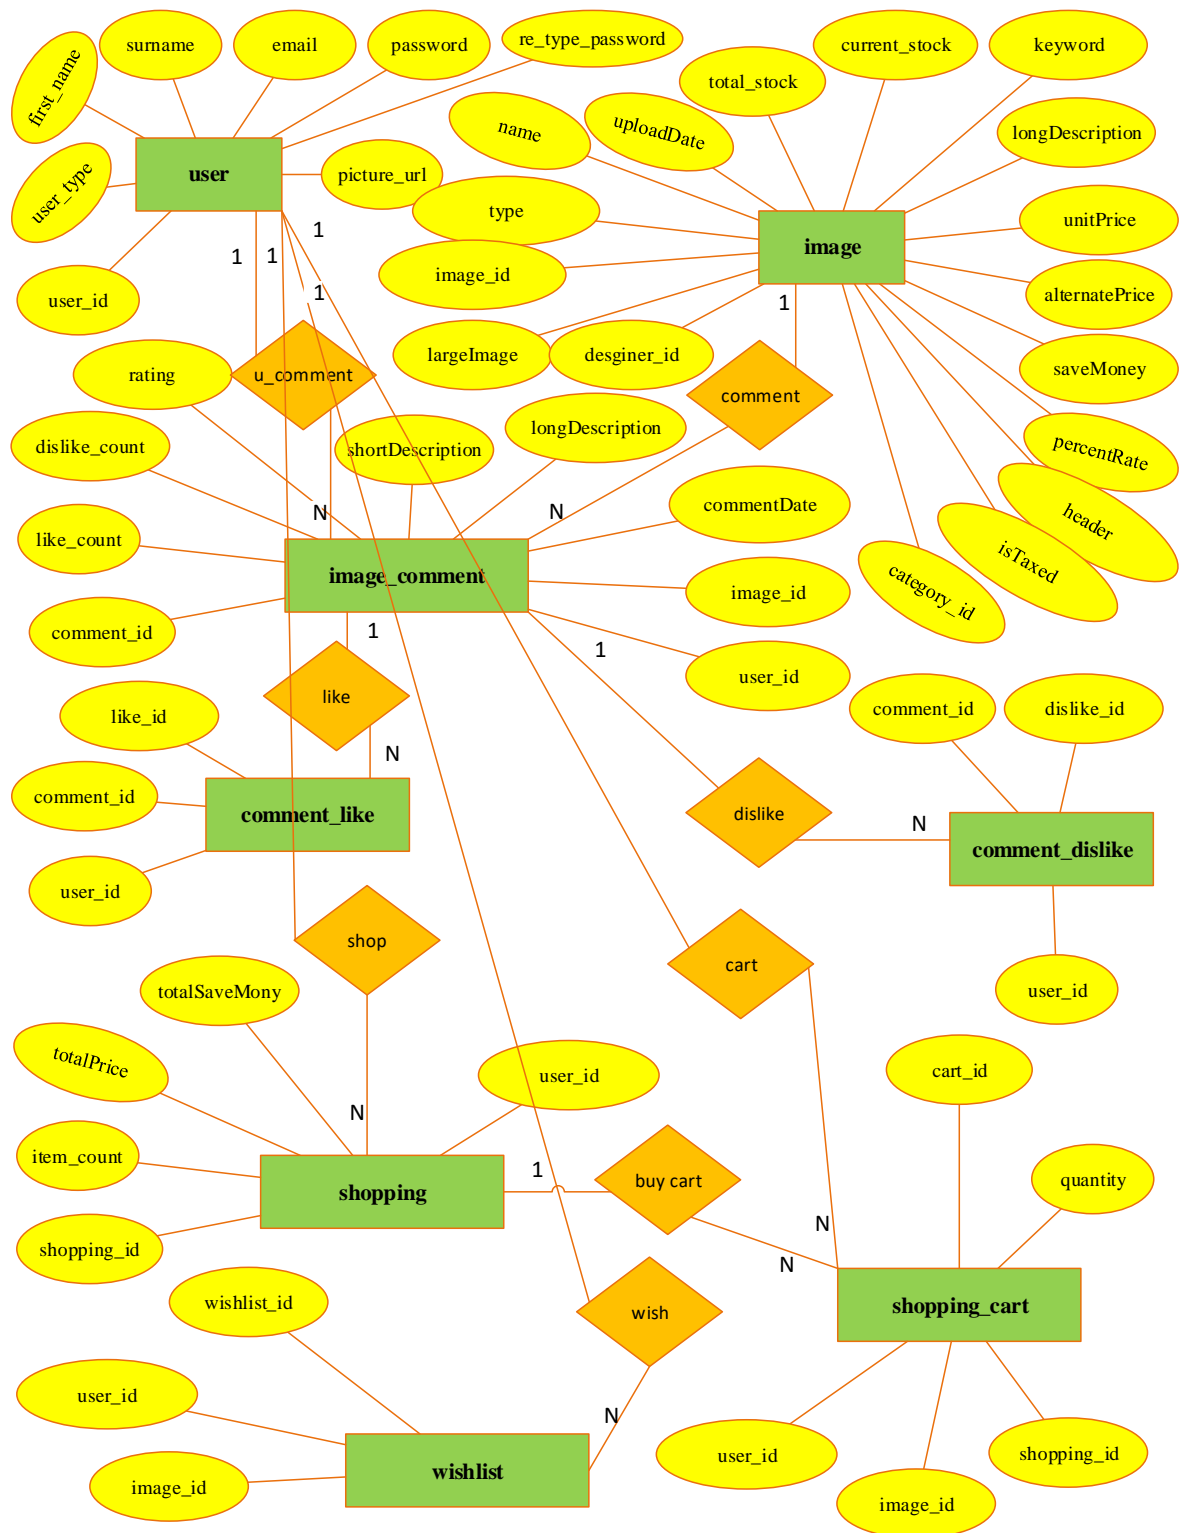 surname
email
password
re_type_password
current_stock
keyword
first_name
total_stock
name
uploadDate
longDescription
user
picture_url
user_type
type
unitPrice
image
1
1
1
image_id
alternatePrice
user_id
1
1
largeImage
desginer_id
saveMoney
rating
u_comment
comment
dislike_count
shortDescription
longDescription
percentRate
commentDate
header
N
N
like_count
isTaxed
image_comment
category_id
image_id
comment_id
1
1
user_id
like
like_id
comment_id
dislike_id
N
comment_id
comment_like
dislike
N
comment_dislike
user_id
shop
cart
totalSaveMony
user_id
totalPrice
user_id
cart_id
N
item_count
1
buy cart
quantity
shopping
N
shopping_id
N
wishlist_id
wish
shopping_cart
user_id
N
user_id
shopping_id
wishlist
image_id
image_id